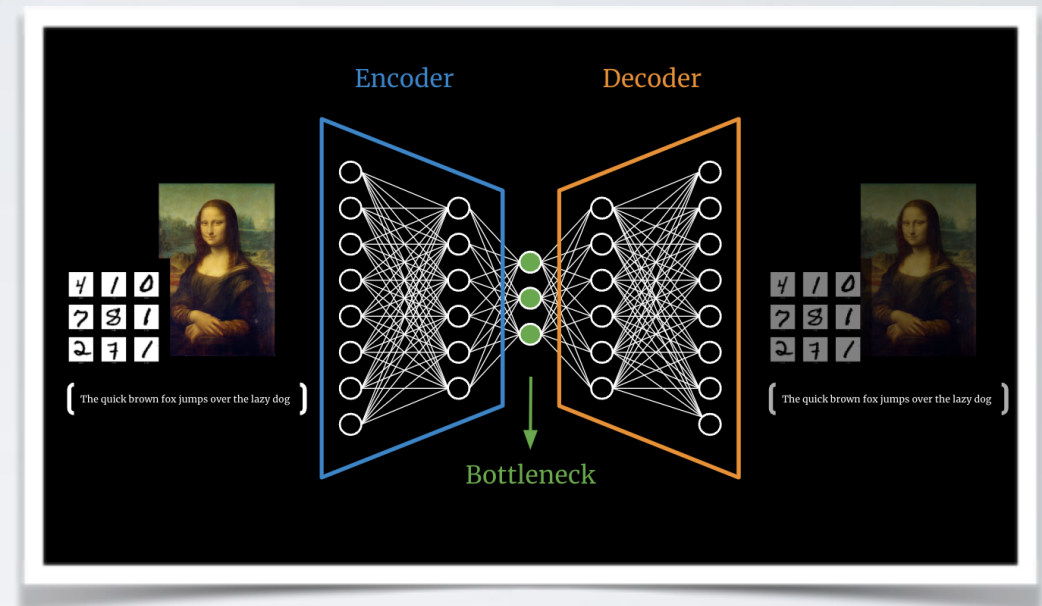 Encoder
Decoder
4 1 0
7 8 1
2 7 1
[ The quick brown fox jumps over the lazy dog ]
Bottleneck
4 1 0
7 8 1
2 7 1
[ The quick brown fox jumps over the lazy dog ]